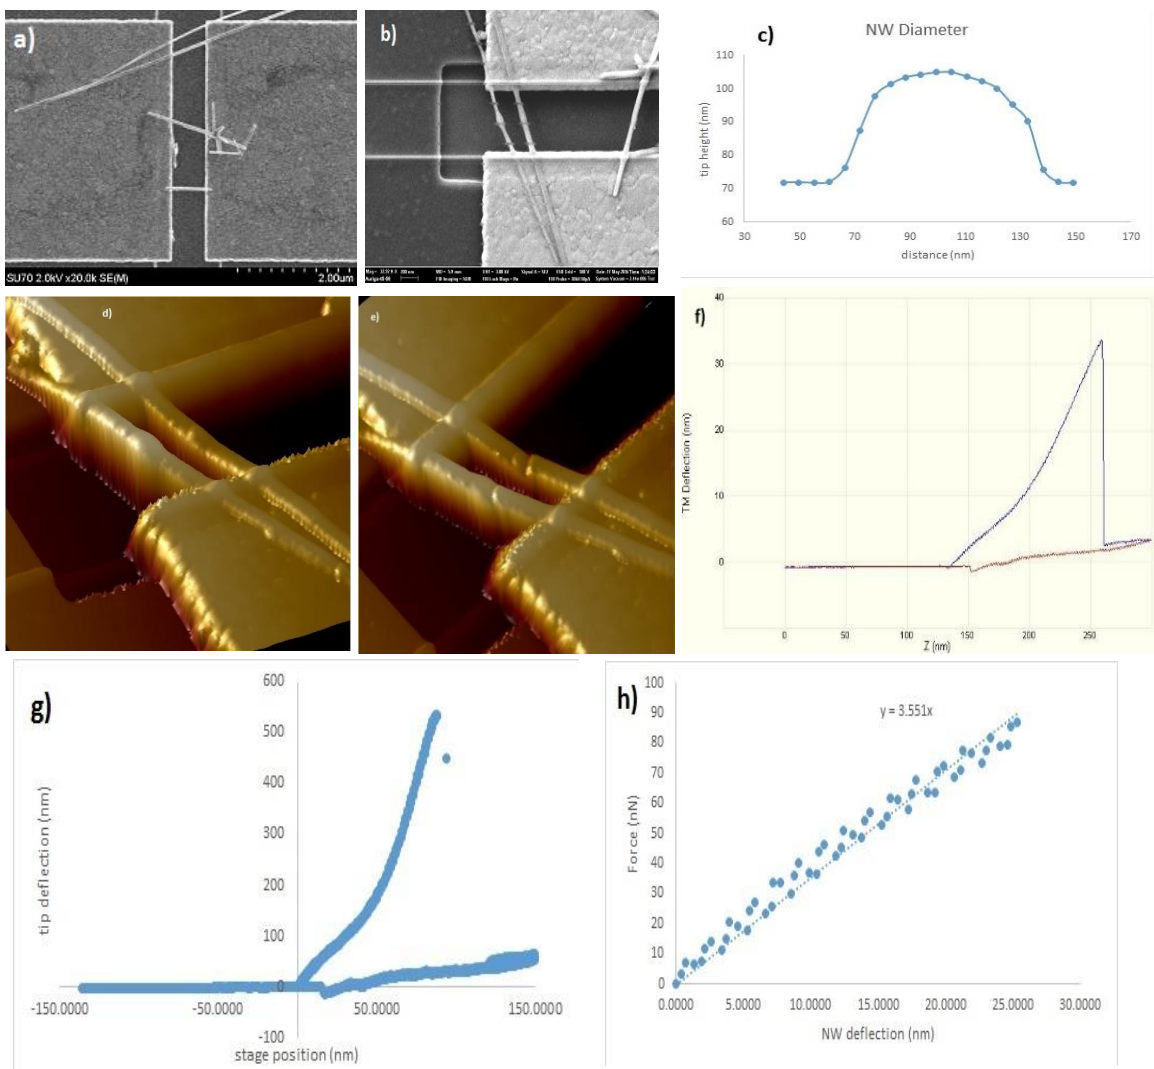 a)
SU70 2.0kV x20.0k SE(M)
2.00um
b)
c)
NW Diameter
tip height (nm)
110
100
90
80
70
60
30 50 70 90 110 130 150 170
distance (nm)
d)
e)
f)
TM Deflection (nm)
40
30
20
10
0
0 50 100 150 200 250
Z (nm)
g)
tip deflection (nm)
600
500
400
300
200
100
0
-100
-150.0000 -50.0000 50.0000 150.0000
stage position (nm)
h)
y = 3.551x
Force (nN)
100
90
80
70
60
50
40
30
20
10
0
0.0000 5.0000 10.0000 15.0000 20.0000 25.0000 30.0000
NW deflection (nm)